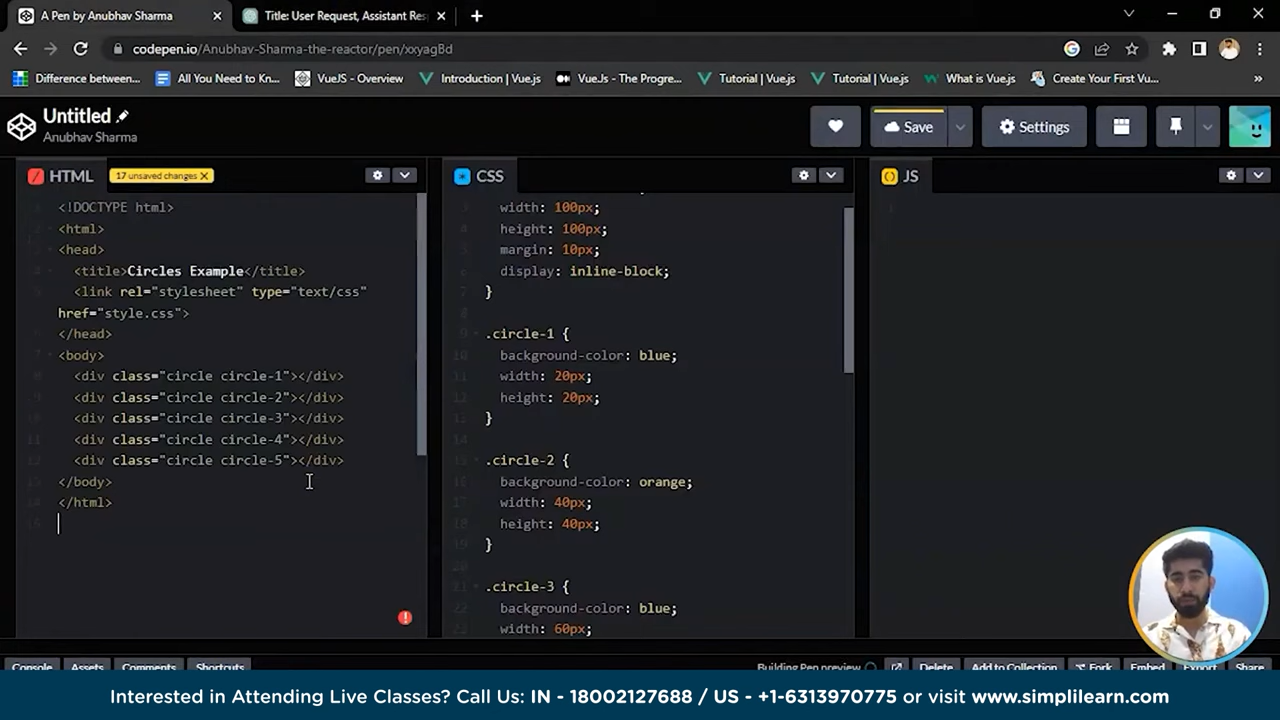 A Pen by Anubhav Sharma
Title: User Request, Assistant Res
codepen.io/Anubhav-Sharma-the-reactor/pen/xxyagBd
Difference between...
All You Need to Kn...
VueJS - Overview
Introduction | Vue.js
Vue.Js - The Progre...
Tutorial | Vue.js
Tutorial | Vue.js
What is Vue.js
Create Your First Vu...
»
Untitled
Anubhav Sharma
Save
Settings
HTML
17 unsaved changes X
<!DOCTYPE html>
<html>
<head>
<title>Circles Example</title>
<link rel="stylesheet" type="text/css"
href="style.css">
</head>
<body>
<div class="circle circle-1"></div>
<div class="circle circle-2"></div>
<div class="circle circle-3"></div>
<div class="circle circle-4"></div>
<div class="circle circle-5"></div>
</body>
</html>
CSS
width: 100px;
height: 100px;
margin: 10px;
display: inline-block;
}
.circle-1 {
background-color: blue;
width: 20px;
height: 20px;
}
.circle-2 {
background-color: orange;
width: 40px;
height: 40px;
}
.circle-3 {
background-color: blue;
width: 60px;
JS
Console
Assets
Comments
Shortcuts
Building Pen preview
Delete
Add to Collection
Fork
Embed
Export
Share
Interested in Attending Live Classes? Call Us: IN - 18002127688 / US - +1-6313970775 or visit www.simplilearn.com